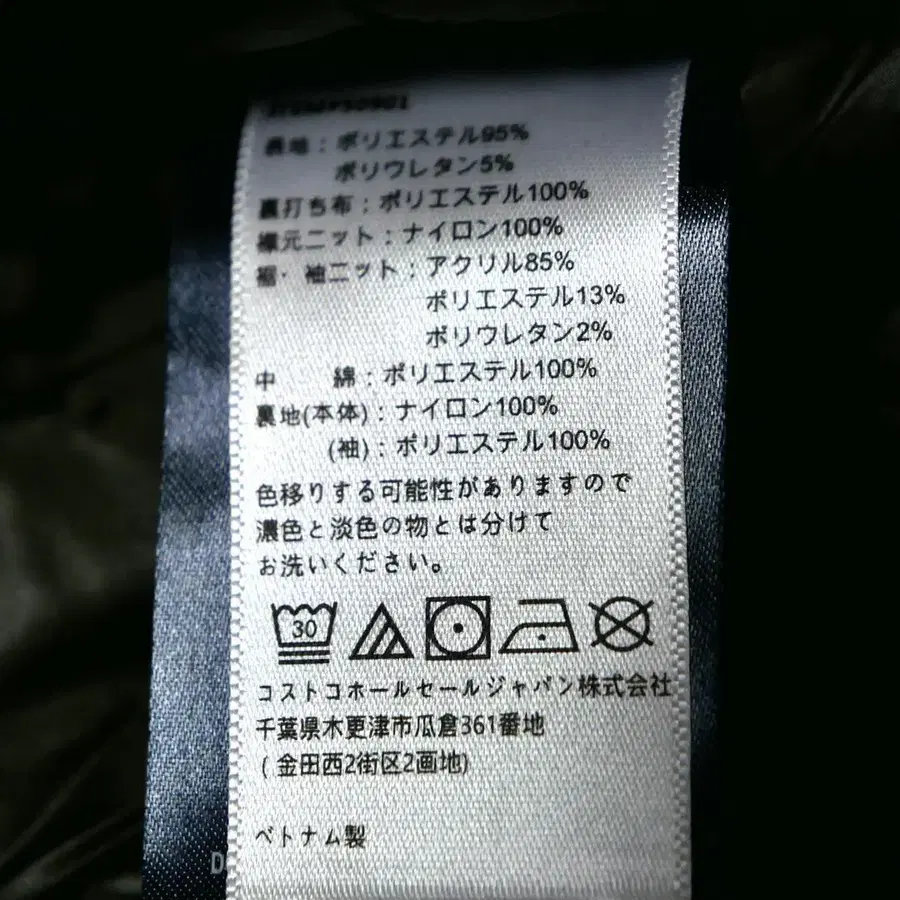 表地：ポリエステル95%
ポリウレタン5%
裏打ち布：ポリエステル100%
襟元ニット：ナイロン100%
裾・袖ニット：アクリル85%
ポリエステル13%
ポリウレタン2%
中　綿：ポリエステル100%
裏地(本体)：ナイロン100%
(袖)：ポリエステル100%
色移りする可能性がありますので
濃色と淡色の物とは分けて
お洗いください。
30
コストコホールセールジャパン株式会社
千葉県木更津市瓜倉361番地
(金田西2街区2画地)
ベトナム製